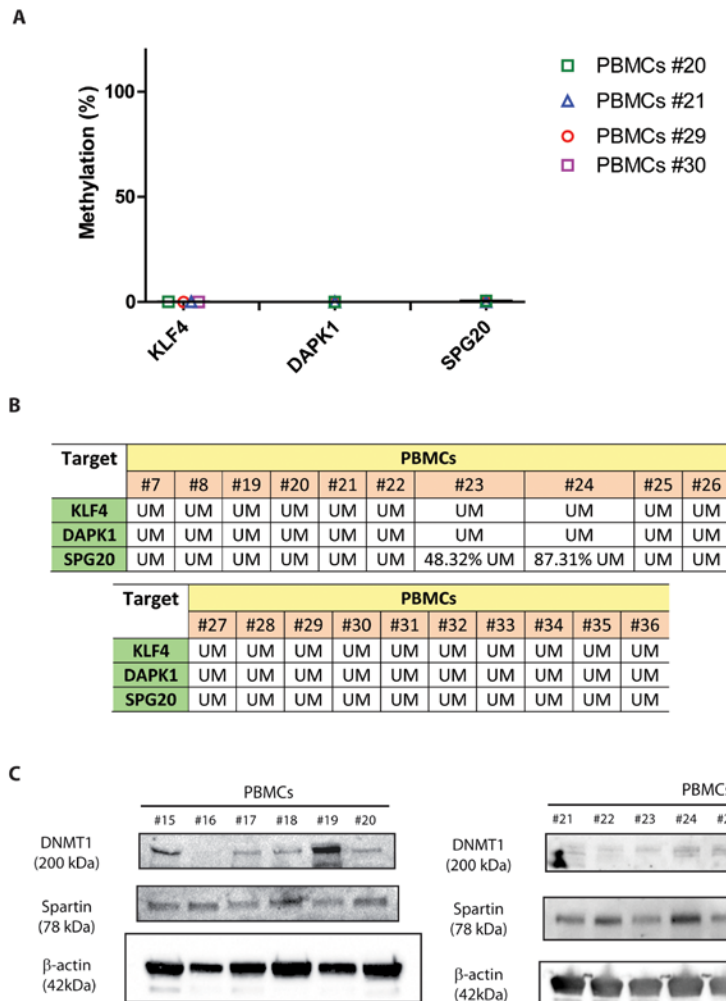 A
Methylation (%)
100
50
0
KLF4
DAPK1
SPG20
PBMCs #20
PBMCs #21
PBMCs #29
PBMCs #30
B
Target PBMCs
#7 #8 #19 #20 #21 #22 #23 #24 #25 #26
KLF4 UM UM UM UM UM UM UM UM UM UM
DAPK1 UM UM UM UM UM UM UM UM UM UM
SPG20 UM UM UM UM UM UM 48.32% UM 87.31% UM UM UM
Target PBMCs
#27 #28 #29 #30 #31 #32 #33 #34 #35 #36
KLF4 UM UM UM UM UM UM UM UM UM UM
DAPK1 UM UM UM UM UM UM UM UM UM UM
SPG20 UM UM UM UM UM UM UM UM UM UM
C
PBMCs
#15 #16 #17 #18 #19 #20
DNMT1
(200 kDa)
Spartin
(78 kDa)
β-actin
(42kDa)
PBMCs
#21 #22 #23 #24
DNMT1
(200 kDa)
Spartin
(78 kDa)
β-actin
(42kDa)